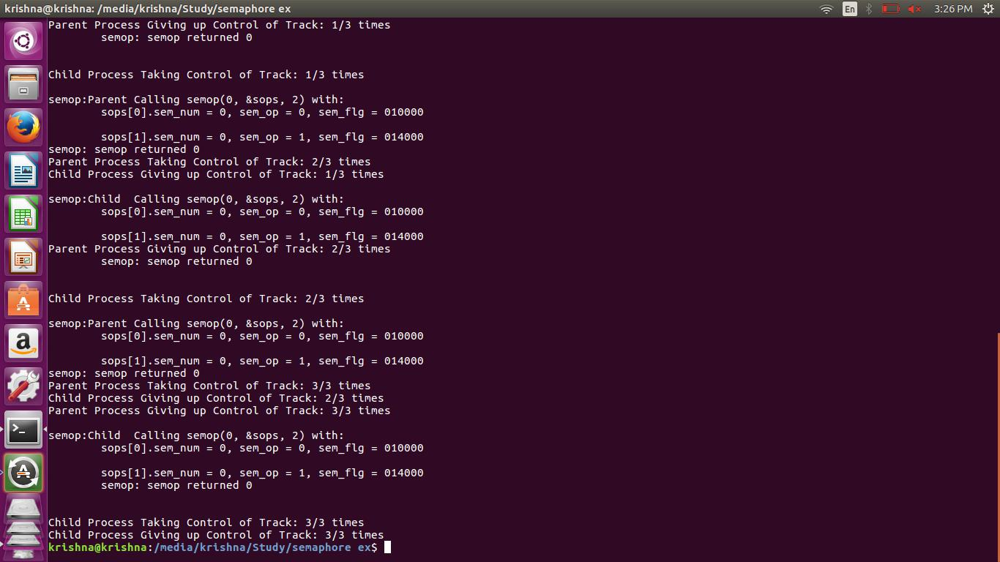 krishna@krishna: /media/krishna/Study/semaphore ex
En
3:26 PM
Parent Process Giving up Control of Track: 1/3 times
semop: semop returned 0
Child Process Taking Control of Track: 1/3 times
semop:Parent Calling semop(0, &sops, 2) with:
sops[0].sem_num = 0, sem_op = 0, sem_flg = 010000
sops[1].sem_num = 0, sem_op = 1, sem_flg = 014000
semop: semop returned 0
Parent Process Taking Control of Track: 2/3 times
Child Process Giving up Control of Track: 1/3 times
semop:Child  Calling semop(0, &sops, 2) with:
sops[0].sem_num = 0, sem_op = 0, sem_flg = 010000
sops[1].sem_num = 0, sem_op = 1, sem_flg = 014000
Parent Process Giving up Control of Track: 2/3 times
semop: semop returned 0
Child Process Taking Control of Track: 2/3 times
semop:Parent Calling semop(0, &sops, 2) with:
sops[0].sem_num = 0, sem_op = 0, sem_flg = 010000
sops[1].sem_num = 0, sem_op = 1, sem_flg = 014000
semop: semop returned 0
Parent Process Taking Control of Track: 3/3 times
Child Process Giving up Control of Track: 2/3 times
Parent Process Giving up Control of Track: 3/3 times
semop:Child  Calling semop(0, &sops, 2) with:
sops[0].sem_num = 0, sem_op = 0, sem_flg = 010000
sops[1].sem_num = 0, sem_op = 1, sem_flg = 014000
semop: semop returned 0
Child Process Taking Control of Track: 3/3 times
Child Process Giving up Control of Track: 3/3 times
krishna@krishna:/media/krishna/Study/semaphore ex$